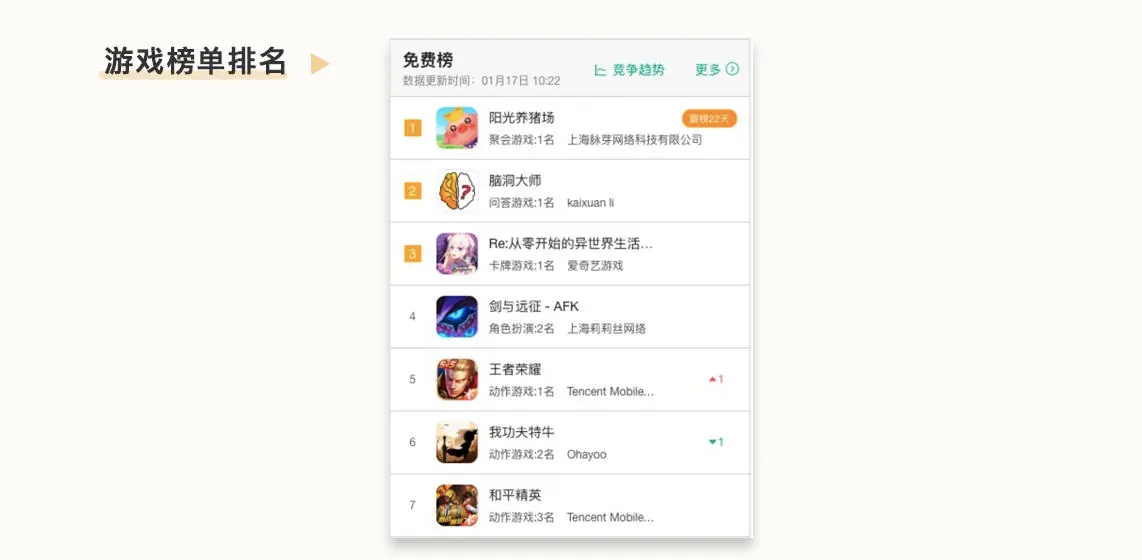 游戏榜单排名
免费榜
数据更新时间：01月17日 10:22
竞争趋势
更多
1
阳光养猪场
霸榜22天
聚会游戏:1名 上海脉芽网络科技有限公司
2
脑洞大师
问答游戏:1名 kaixuan li
3
Re:从零开始的异世界生活…
卡牌游戏:1名 爱奇艺游戏
4
剑与远征 - AFK
角色扮演:2名 上海莉莉丝网络
5
王者荣耀
动作游戏:1名 Tencent Mobile…
1
6
我功夫特牛
动作游戏:2名 Ohayoo
1
7
和平精英
动作游戏:3名 Tencent Mobile…